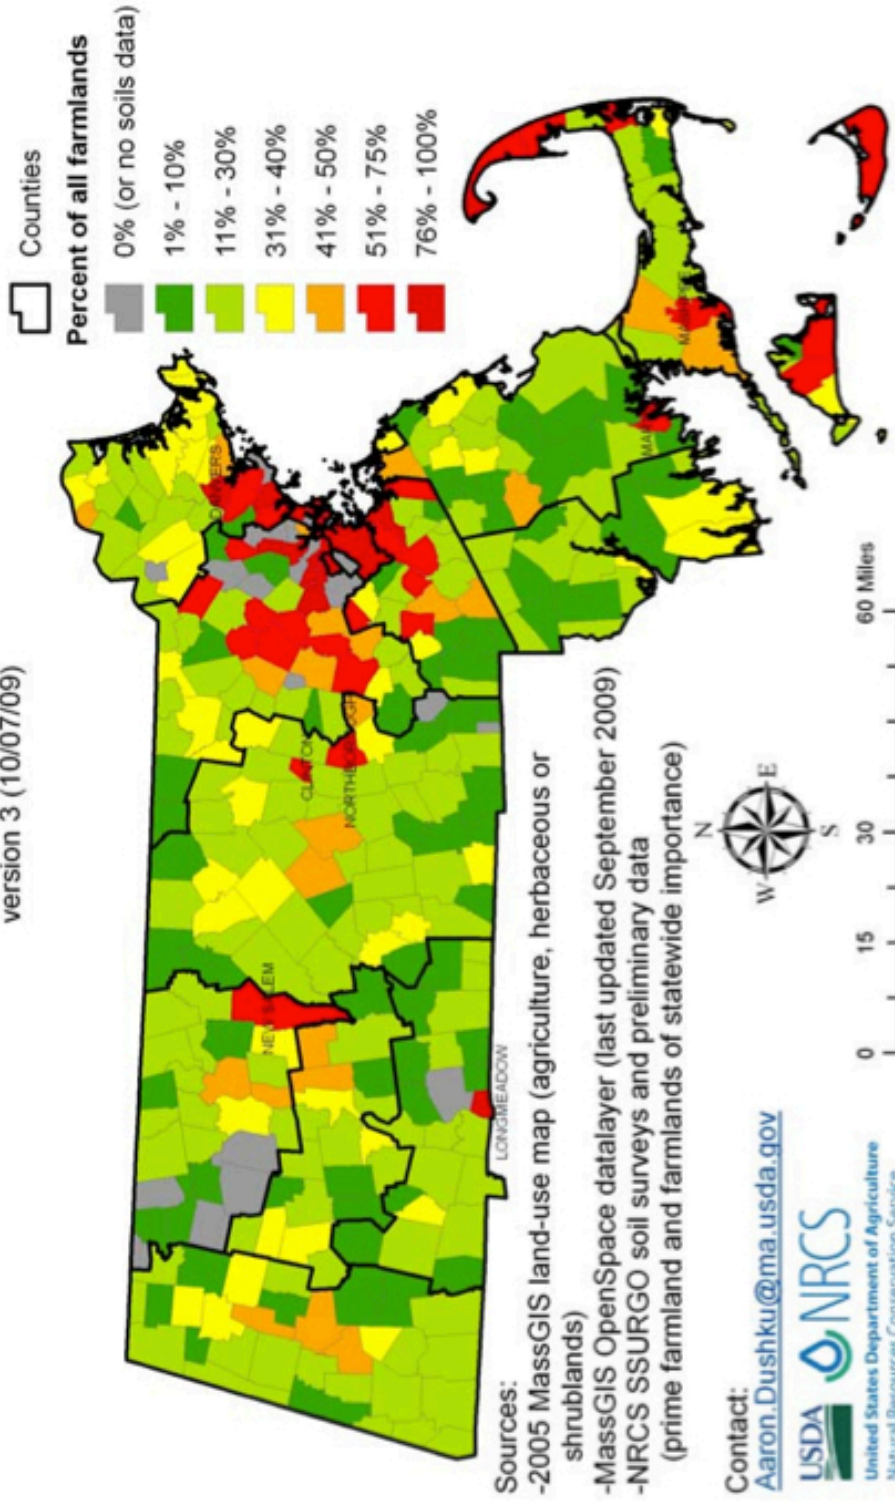 version 3 (10/07/09)
Counties
Percent of all farmlands
0% (or no soils data)
1% - 10%
11% - 30%
31% - 40%
41% - 50%
51% - 75%
76% - 100%
NEW SALEM
CLINTON
LONGMEADOW
Sources:
-2005 MassGIS land-use map (agriculture, herbaceous or
shrublands)
-MassGIS OpenSpace datalayer (last updated September 2009)
-NRCS SSURGO soil surveys and preliminary data
(prime farmland and farmlands of statewide importance)
N
W E
S
0 15 30 60 Miles
Contact:
Aaron.Dushku@ma.usda.gov
USDA NRCS
United States Department of Agriculture
Natural Resources Conservation Service